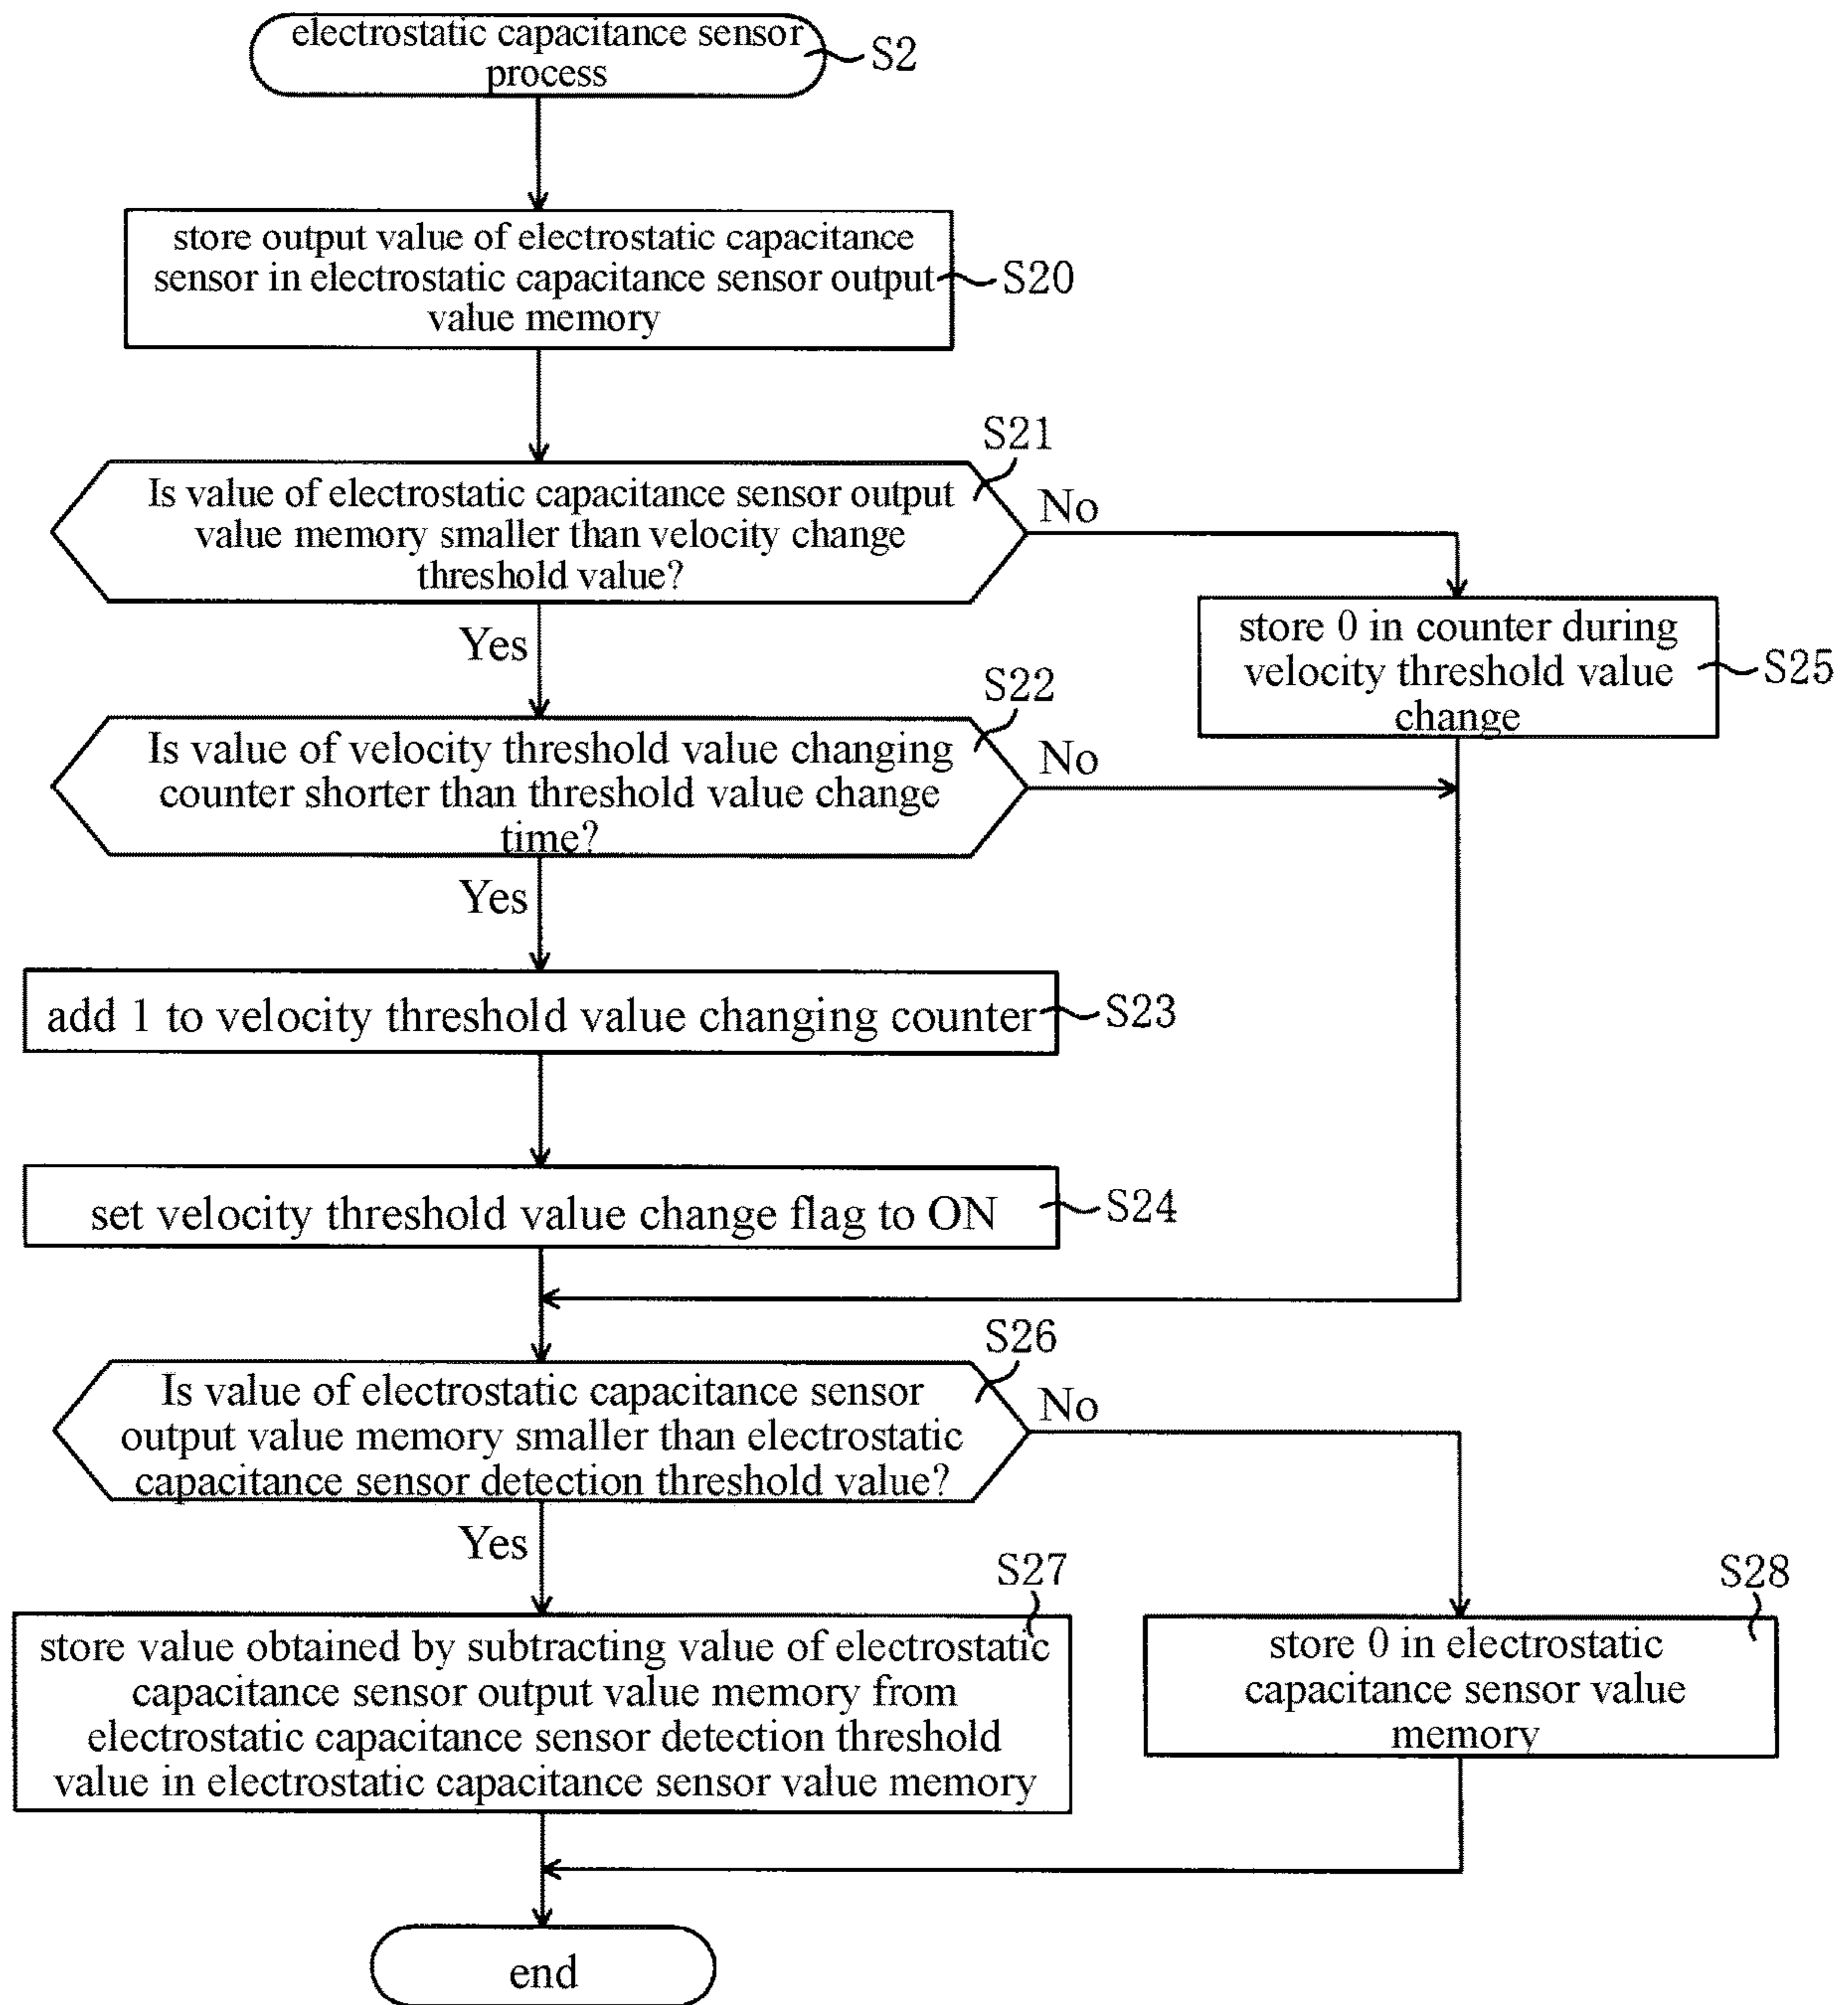 electrostatic capacitance sensor
process
S2
store output value of electrostatic capacitance
sensor in electrostatic capacitance sensor output
value memory
S20
S21
Is value of electrostatic capacitance sensor output
value memory smaller than velocity change
threshold value?
No
Yes
store 0 in counter during
velocity threshold value
change
S25
S22
Is value of velocity threshold value changing
counter shorter than threshold value change
time?
No
Yes
add 1 to velocity threshold value changing counter
S23
set velocity threshold value change flag to ON
S24
S26
Is value of electrostatic capacitance sensor
output value memory smaller than electrostatic
capacitance sensor detection threshold value?
No
Yes
S27
store value obtained by subtracting value of electrostatic
capacitance sensor output value memory from
electrostatic capacitance sensor detection threshold
value in electrostatic capacitance sensor value memory
S28
store 0 in electrostatic
capacitance sensor value
memory
end